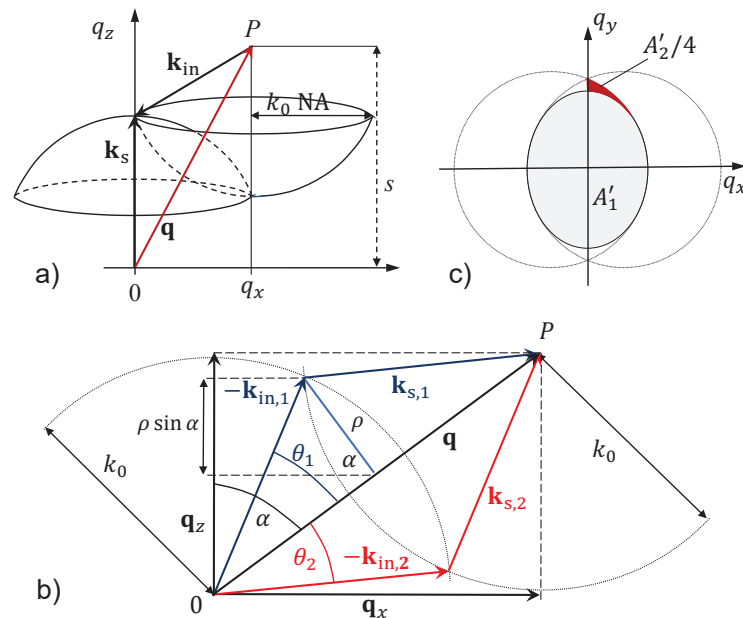 q_z
P
k_in
k_0 NA
k_s
s
q
a)
0
q_x
q_y
A′_2/4
A′_1
q_x
c)
P
−k_in,1
k_s,1
ρ sin α
ρ
k_0
θ_1
α
q
k_0
k_s,2
q_z
α
θ_2
−k_in,2
b)
0
q_x